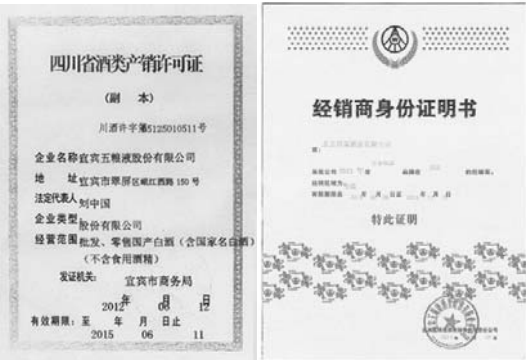 四川省酒类产销许可证
(副 本)
川酒许字第5125010511号
企业名称 宜宾五粮液股份有限公司
地 址 宜宾市翠屏区岷江西路 150 号
法定代表人 刘中国
企业类型 股份有限公司
经营范围 批发、零售国产白酒(含国家名白酒)
(不含食用酒精)
发证机关: 宜宾市商务局
2012年 06月 12日
有效期限: 至 年 月 日止
2015 06 11
经销商身份证明书
特此证明